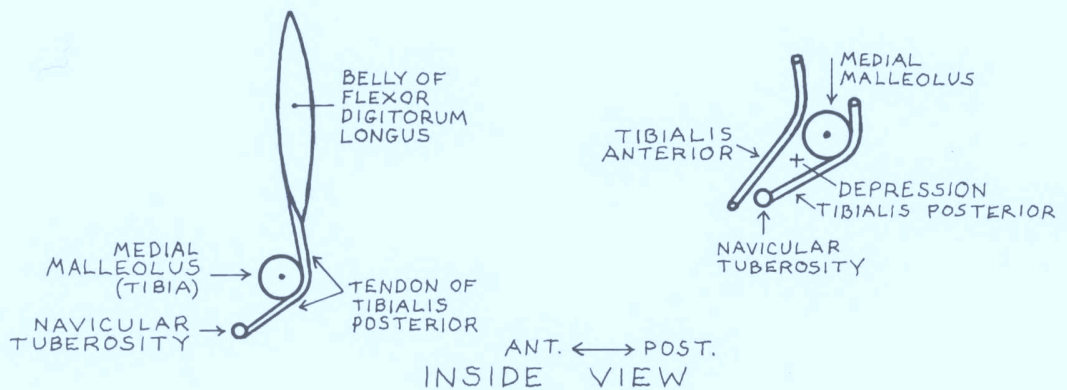 BELLY OF
FLEXOR
DIGITORUM
LONGUS
MEDIAL
MALLEOLUS
(TIBIA)
NAVICULAR
TUBEROSITY
TENDON OF
TIBIALIS
POSTERIOR
MEDIAL
MALLEOLUS
TIBIALIS
ANTERIOR
DEPRESSION
TIBIALIS POSTERIOR
NAVICULAR
TUBEROSITY
ANT. ←→ POST.
INSIDE VIEW